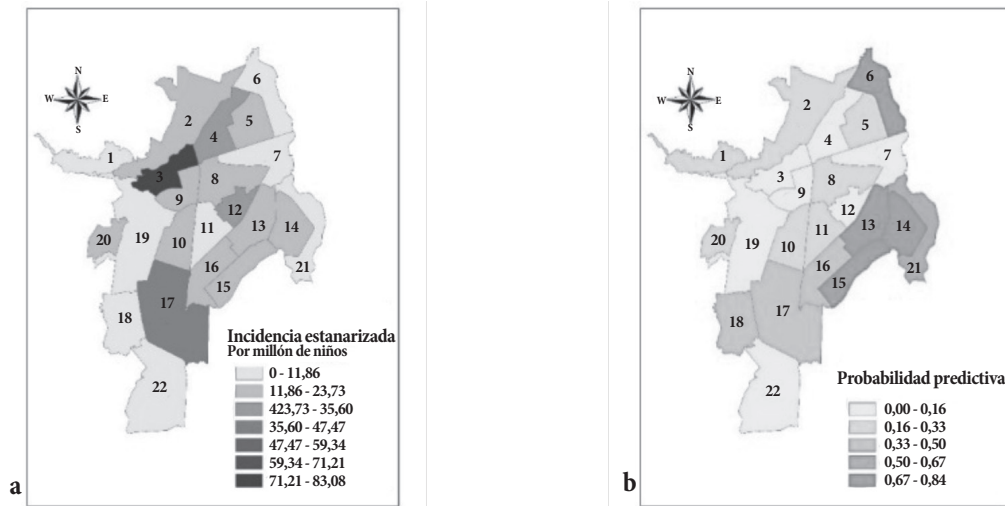 N
W E
S
6
2
5
4
1
7
3
8
9
12
11
13
14
19
10
20
16
21
15
17
18
22
Incidencia estanarizada
Por millón de niños
0 - 11,86
11,86 - 23,73
423,73 - 35,60
35,60 - 47,47
47,47 - 59,34
59,34 - 71,21
71,21 - 83,08
a
N
W E
S
6
2
5
4
1
7
3
8
9
12
11
13
14
19
10
20
16
21
15
17
18
22
Probabilidad predictiva
0,00 - 0,16
0,16 - 0,33
0,33 - 0,50
0,50 - 0,67
0,67 - 0,84
b